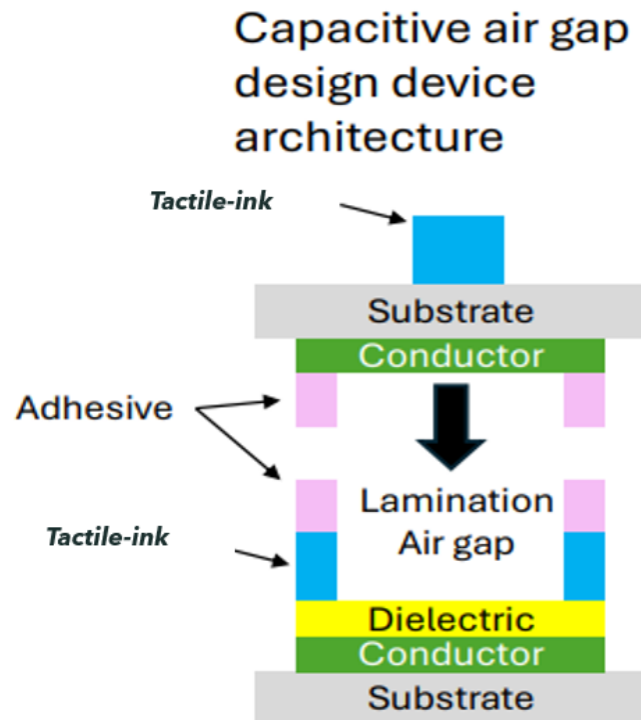 Capacitive air gap
design device
architecture
Tactile-ink
Substrate
Conductor
Adhesive
Lamination
Air gap
Tactile-ink
Dielectric
Conductor
Substrate